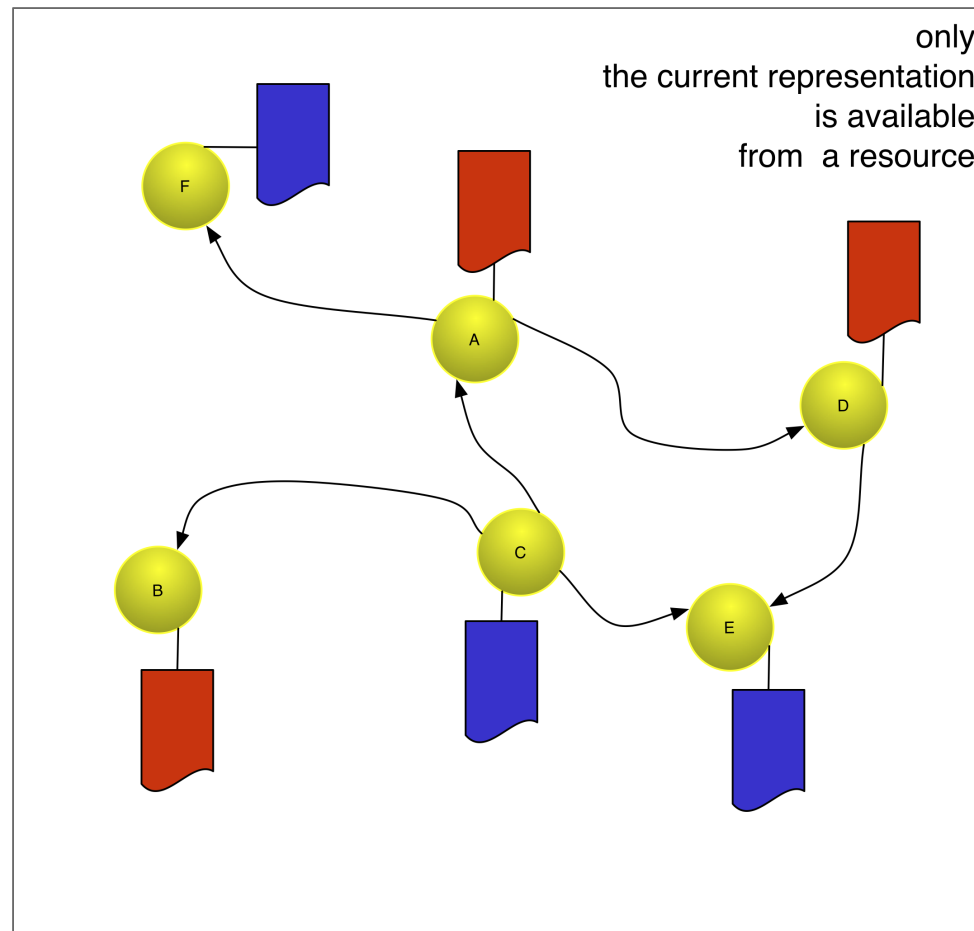 only
the current representation
is available
from  a resource
F
A
D
C
B
E